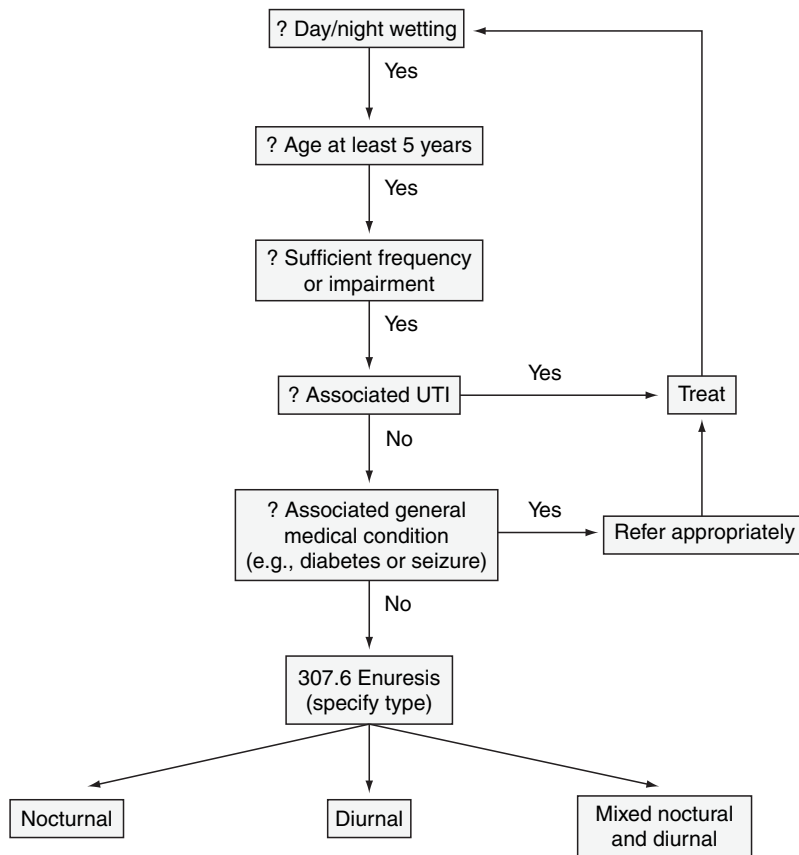 ? Day/night wetting
Yes
? Age at least 5 years
Yes
? Sufficient frequency
or impairment
Yes
? Associated UTI
Yes
Treat
No
? Associated general
medical condition
(e.g., diabetes or seizure)
Yes
Refer appropriately
No
307.6 Enuresis
(specify type)
Nocturnal
Diurnal
Mixed noctural
and diurnal